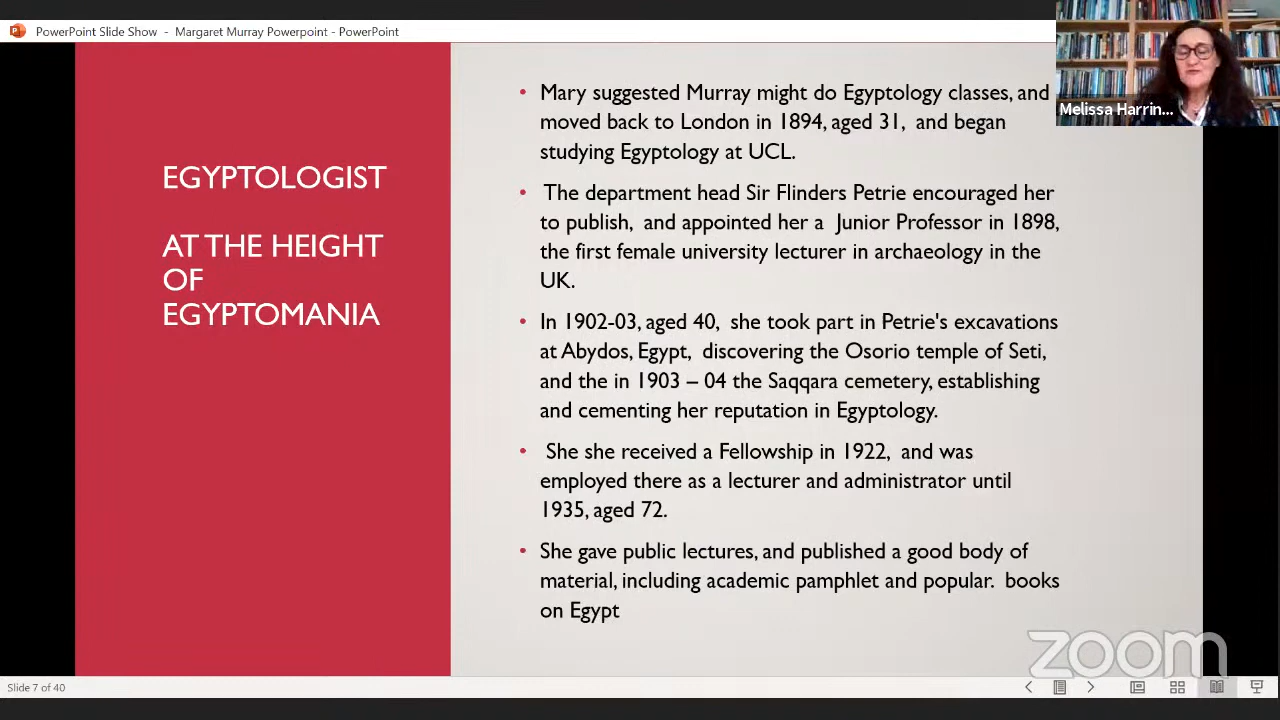 PowerPoint Slide Show - Margaret Murray Powerpoint - PowerPoint
Melissa Harrin...
EGYPTOLOGIST
AT THE HEIGHT
OF
EGYPTOMANIA
• Mary suggested Murray might do Egyptology classes, and
moved back to London in 1894, aged 31, and began
studying Egyptology at UCL.
• The department head Sir Flinders Petrie encouraged her
to publish, and appointed her a Junior Professor in 1898,
the first female university lecturer in archaeology in the
UK.
• In 1902-03, aged 40, she took part in Petrie's excavations
at Abydos, Egypt, discovering the Osorio temple of Seti,
and the in 1903 – 04 the Saqqara cemetery, establishing
and cementing her reputation in Egyptology.
• She she received a Fellowship in 1922, and was
employed there as a lecturer and administrator until
1935, aged 72.
• She gave public lectures, and published a good body of
material, including academic pamphlet and popular. books
on Egypt
zoom
Slide 7 of 40